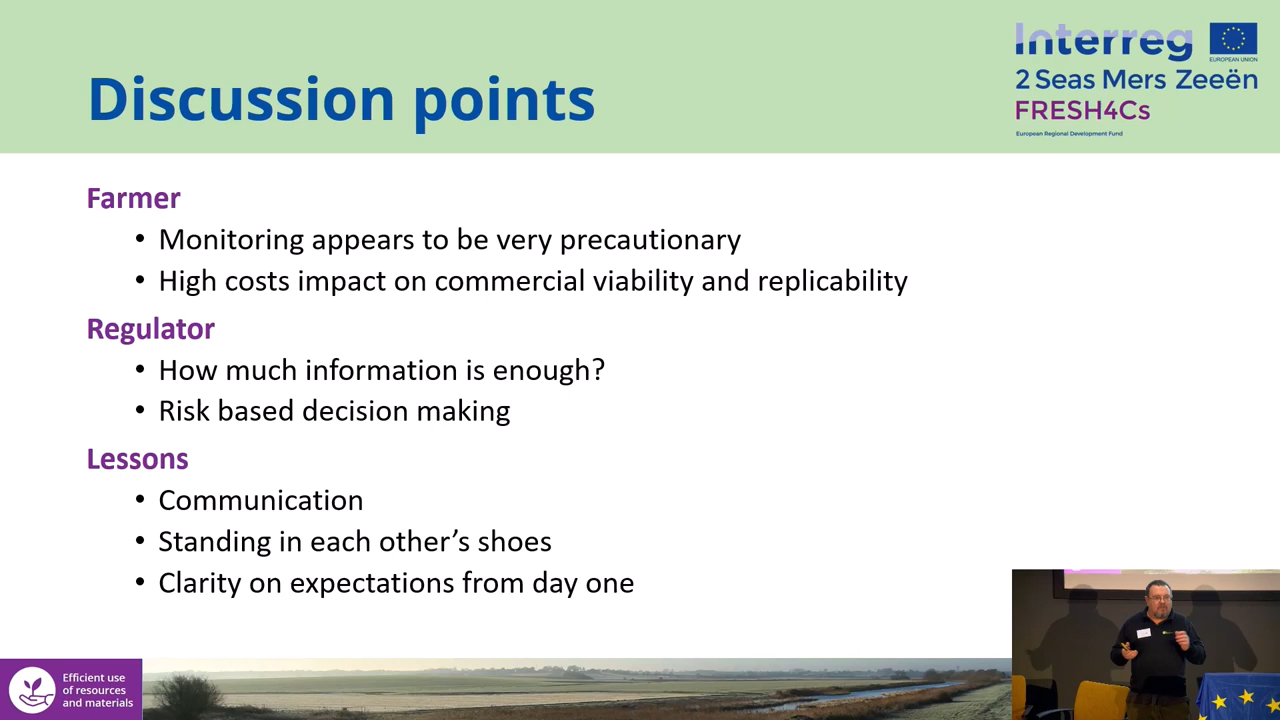 Discussion points
Interreg
EUROPEAN UNION
2 Seas Mers Zeeën
FRESH4Cs
European Regional Development Fund
Farmer
• Monitoring appears to be very precautionary
• High costs impact on commercial viability and replicability
Regulator
• How much information is enough?
• Risk based decision making
Lessons
• Communication
• Standing in each other’s shoes
• Clarity on expectations from day one
Efficient use
of resources
and materials